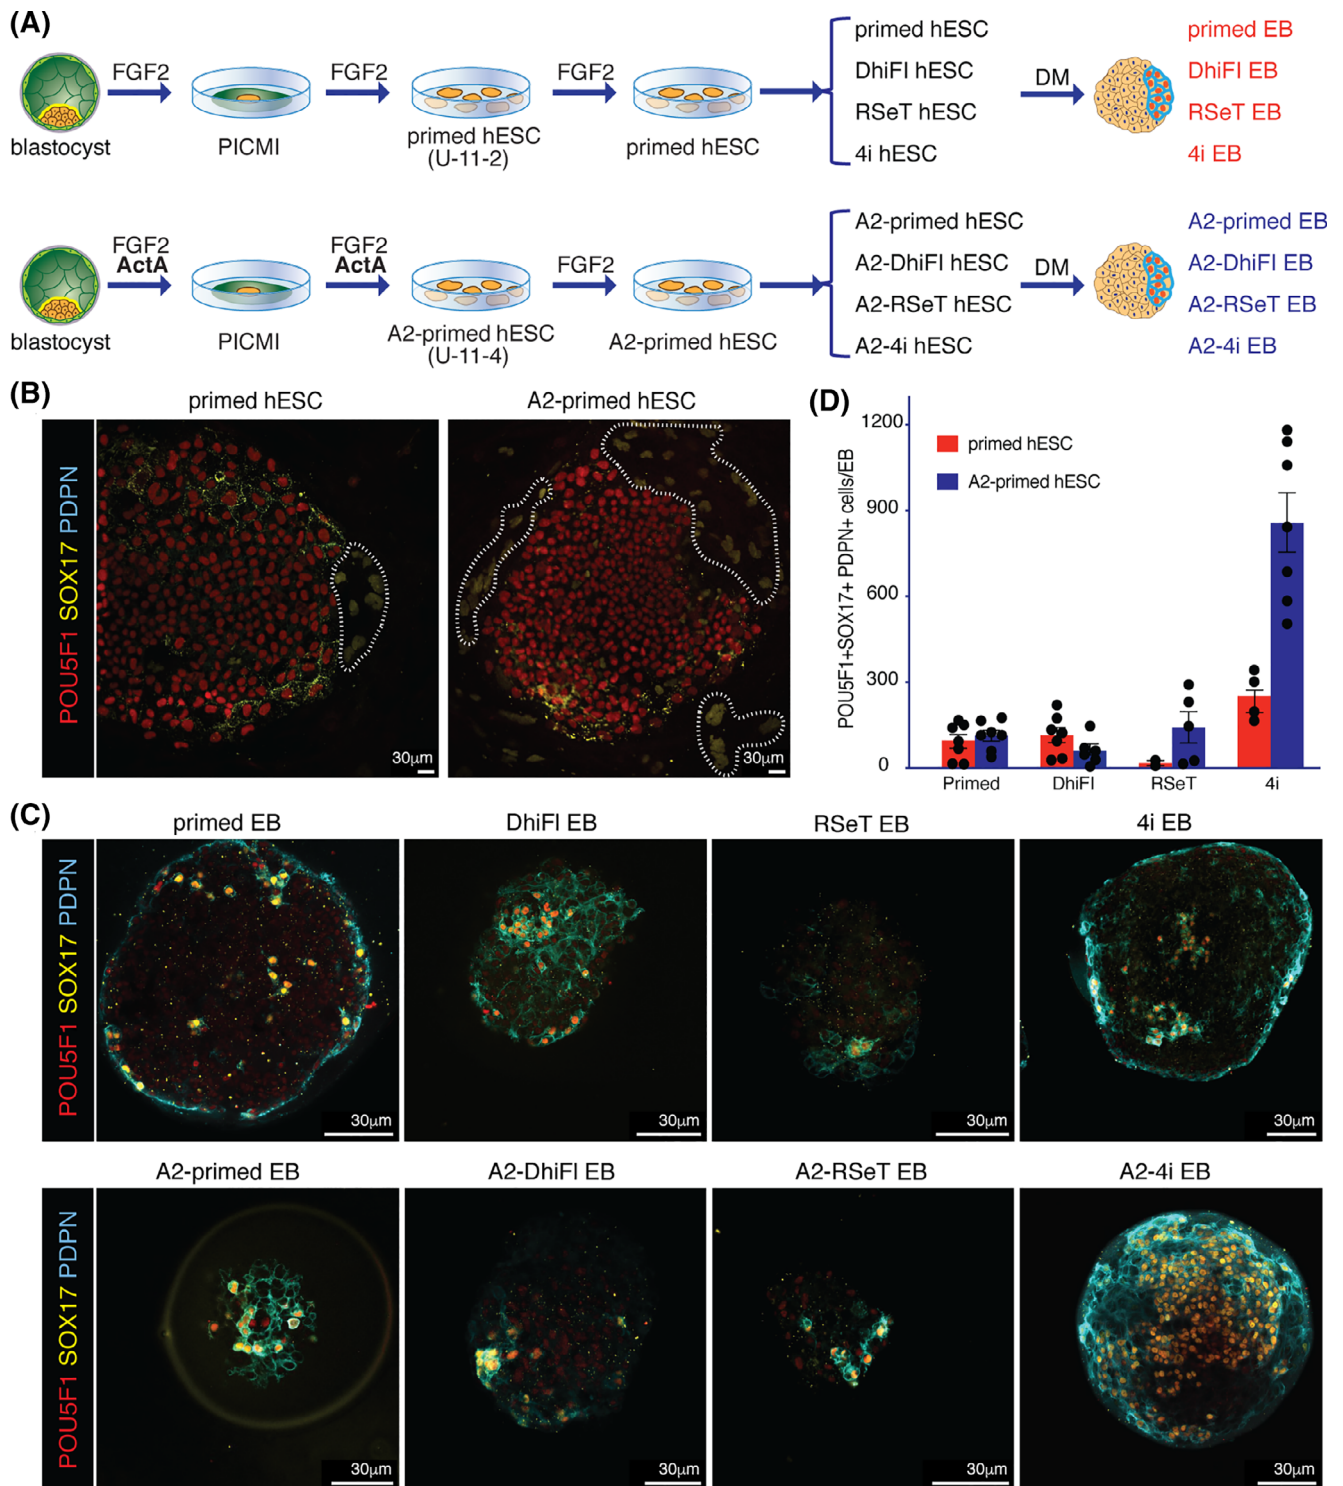 (A)
FGF2
FGF2
FGF2
blastocyst
PICMI
primed hESC
(U-11-2)
primed hESC
primed hESC
DhiFI hESC
RSeT hESC
4i hESC
DM
primed EB
DhiFI EB
RSeT EB
4i EB
FGF2
ActA
FGF2
ActA
FGF2
blastocyst
PICMI
A2-primed hESC
(U-11-4)
A2-primed hESC
A2-primed hESC
A2-DhiFI hESC
A2-RSeT hESC
A2-4i hESC
DM
A2-primed EB
A2-DhiFI EB
A2-RSeT EB
A2-4i EB
(B)
primed hESC
A2-primed hESC
POU5F1 SOX17 PDPN
30µm
30µm
(D)
POU5F1+SOX17+ PDPN+ cells/EB
1200
900
600
300
0
primed hESC
A2-primed hESC
Primed
DhiFI
RSeT
4i
(C)
primed EB
DhiFI EB
RSeT EB
4i EB
POU5F1 SOX17 PDPN
30µm
30µm
30µm
30µm
A2-primed EB
A2-DhiFI EB
A2-RSeT EB
A2-4i EB
POU5F1 SOX17 PDPN
30µm
30µm
30µm
30µm